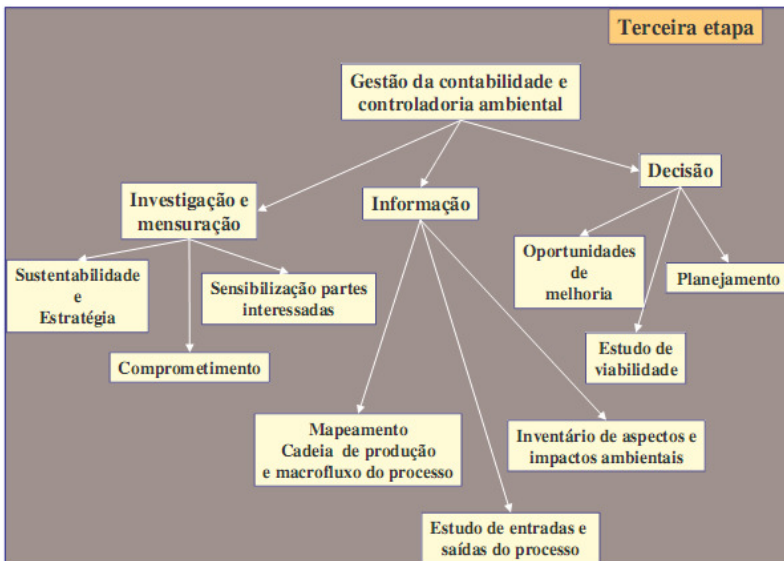 Terceira etapa
Gestão da contabilidade e
controladoria ambiental
Investigação e
mensuração
Informação
Decisão
Sustentabilidade
e
Estratégia
Sensibilização partes
interessadas
Comprometimento
Oportunidades
de
melhoria
Planejamento
Estudo de
viabilidade
Mapeamento
Cadeia de produção
e macrofluxo do processo
Inventário de aspectos e
impactos ambientais
Estudo de entradas e
saídas do processo